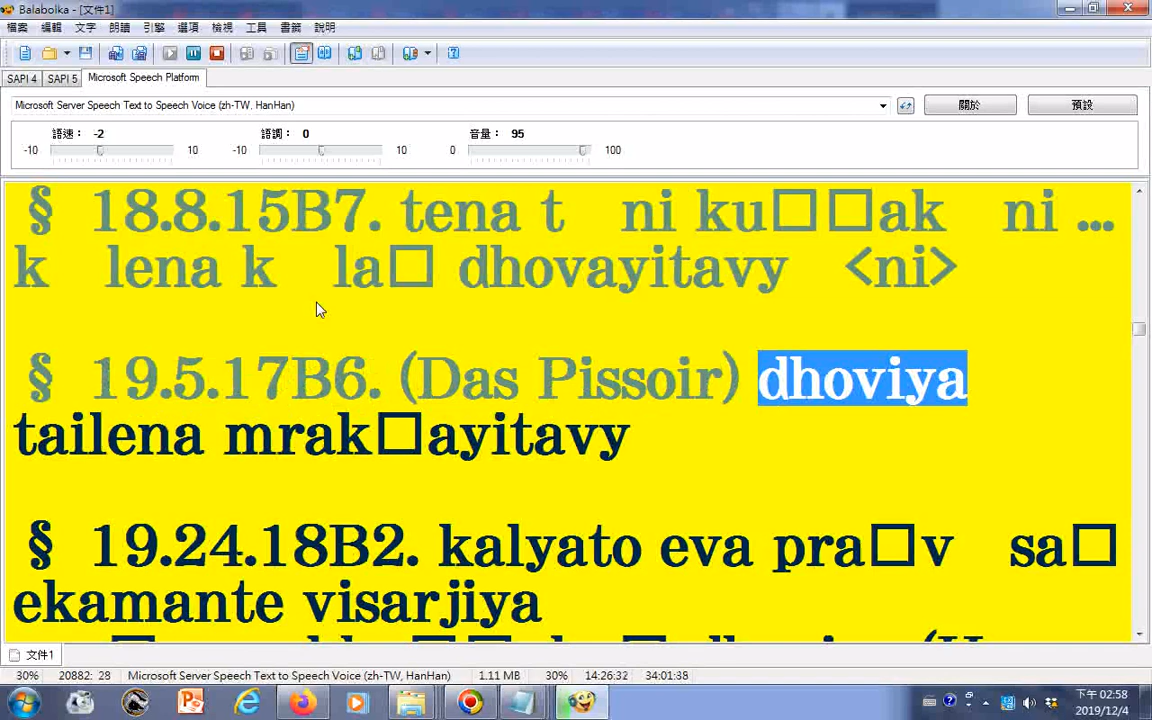 Balabolka - [文件1]
檔案 編輯 文字 朗讀 引擎 選項 檢視 工具 書籤 說明
SAPI 4 SAPI 5 Microsoft Speech Platform
Microsoft Server Speech Text to Speech Voice (zh-TW, HanHan) 關於 預設
語速： -2 語調： 0 音量： 95
-10 10 -10 10 0 100
§ 18.8.15B7. tena t ni ku□□ak ni ...
k lena k la□ dhovayitavy <ni>
§ 19.5.17B6. (Das Pissoir) dhoviya
tailena mrak□ayitavy
§ 19.24.18B2. kalyato eva pra□v sa□
ekamante visarjiya
文件1
30% 20882: 28 Microsoft Server Speech Text to Speech Voice (zh-TW, HanHan) 1.11 MB 30% 14:26:32 34:01:38
下午 02:58
2019/12/4